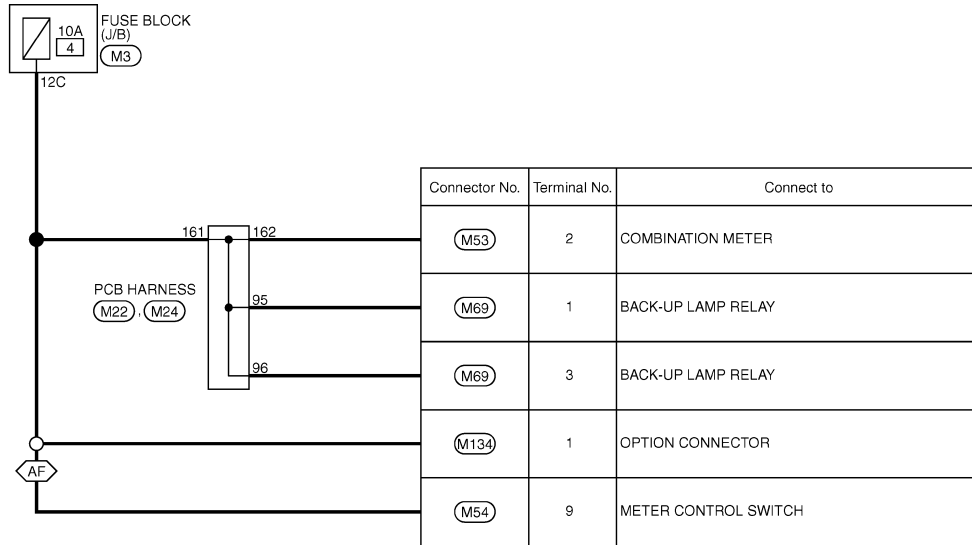 FUSE BLOCK
(J/B)
10A
4
M3
12C
Connector No. Terminal No. Connect to
161 162 M53 2 COMBINATION METER
PCB HARNESS
M22 , M24
95 M69 1 BACK-UP LAMP RELAY
96 M69 3 BACK-UP LAMP RELAY
M134 1 OPTION CONNECTOR
AF
M54 9 METER CONTROL SWITCH